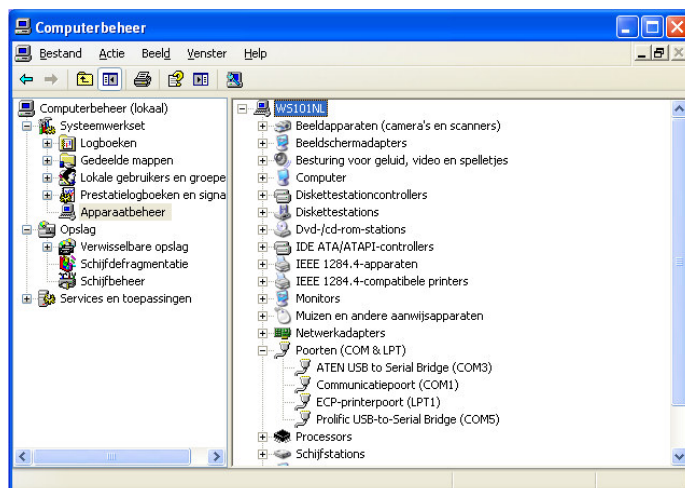 Computerbeheer
Bestand Actie Beeld Venster Help
Computerbeheer (lokaal)
Systeemwerkset
Logboeken
Gedeelde mappen
Lokale gebruikers en groepe
Prestatielogboeken en signa
Apparaatbeheer
Opslag
Verwisselbare opslag
Schijfdefragmentatie
Schijfbeheer
Services en toepassingen
WS101NL
Beeldapparaten (camera's en scanners)
Beeldschermadapters
Besturing voor geluid, video en spelletjes
Computer
Diskettestationcontrollers
Diskettestations
Dvd-/cd-rom-stations
IDE ATA/ATAPI-controllers
IEEE 1284.4-apparaten
IEEE 1284.4-compatibele printers
Monitors
Muizen en andere aanwijsapparaten
Netwerkadapters
Poorten (COM & LPT)
ATEN USB to Serial Bridge (COM3)
Communicatiepoort (COM1)
ECP-printerpoort (LPT1)
Prolific USB-to-Serial Bridge (COM5)
Processors
Schijfstations